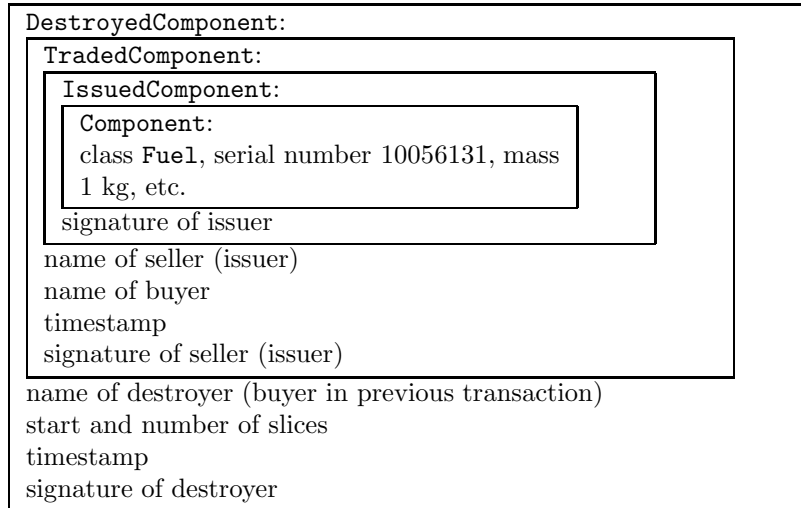 DestroyedComponent:
TradedComponent:
IssuedComponent:
Component:
class Fuel, serial number 10056131, mass
1 kg, etc.
signature of issuer
name of seller (issuer)
name of buyer
timestamp
signature of seller (issuer)
name of destroyer (buyer in previous transaction)
start and number of slices
timestamp
signature of destroyer